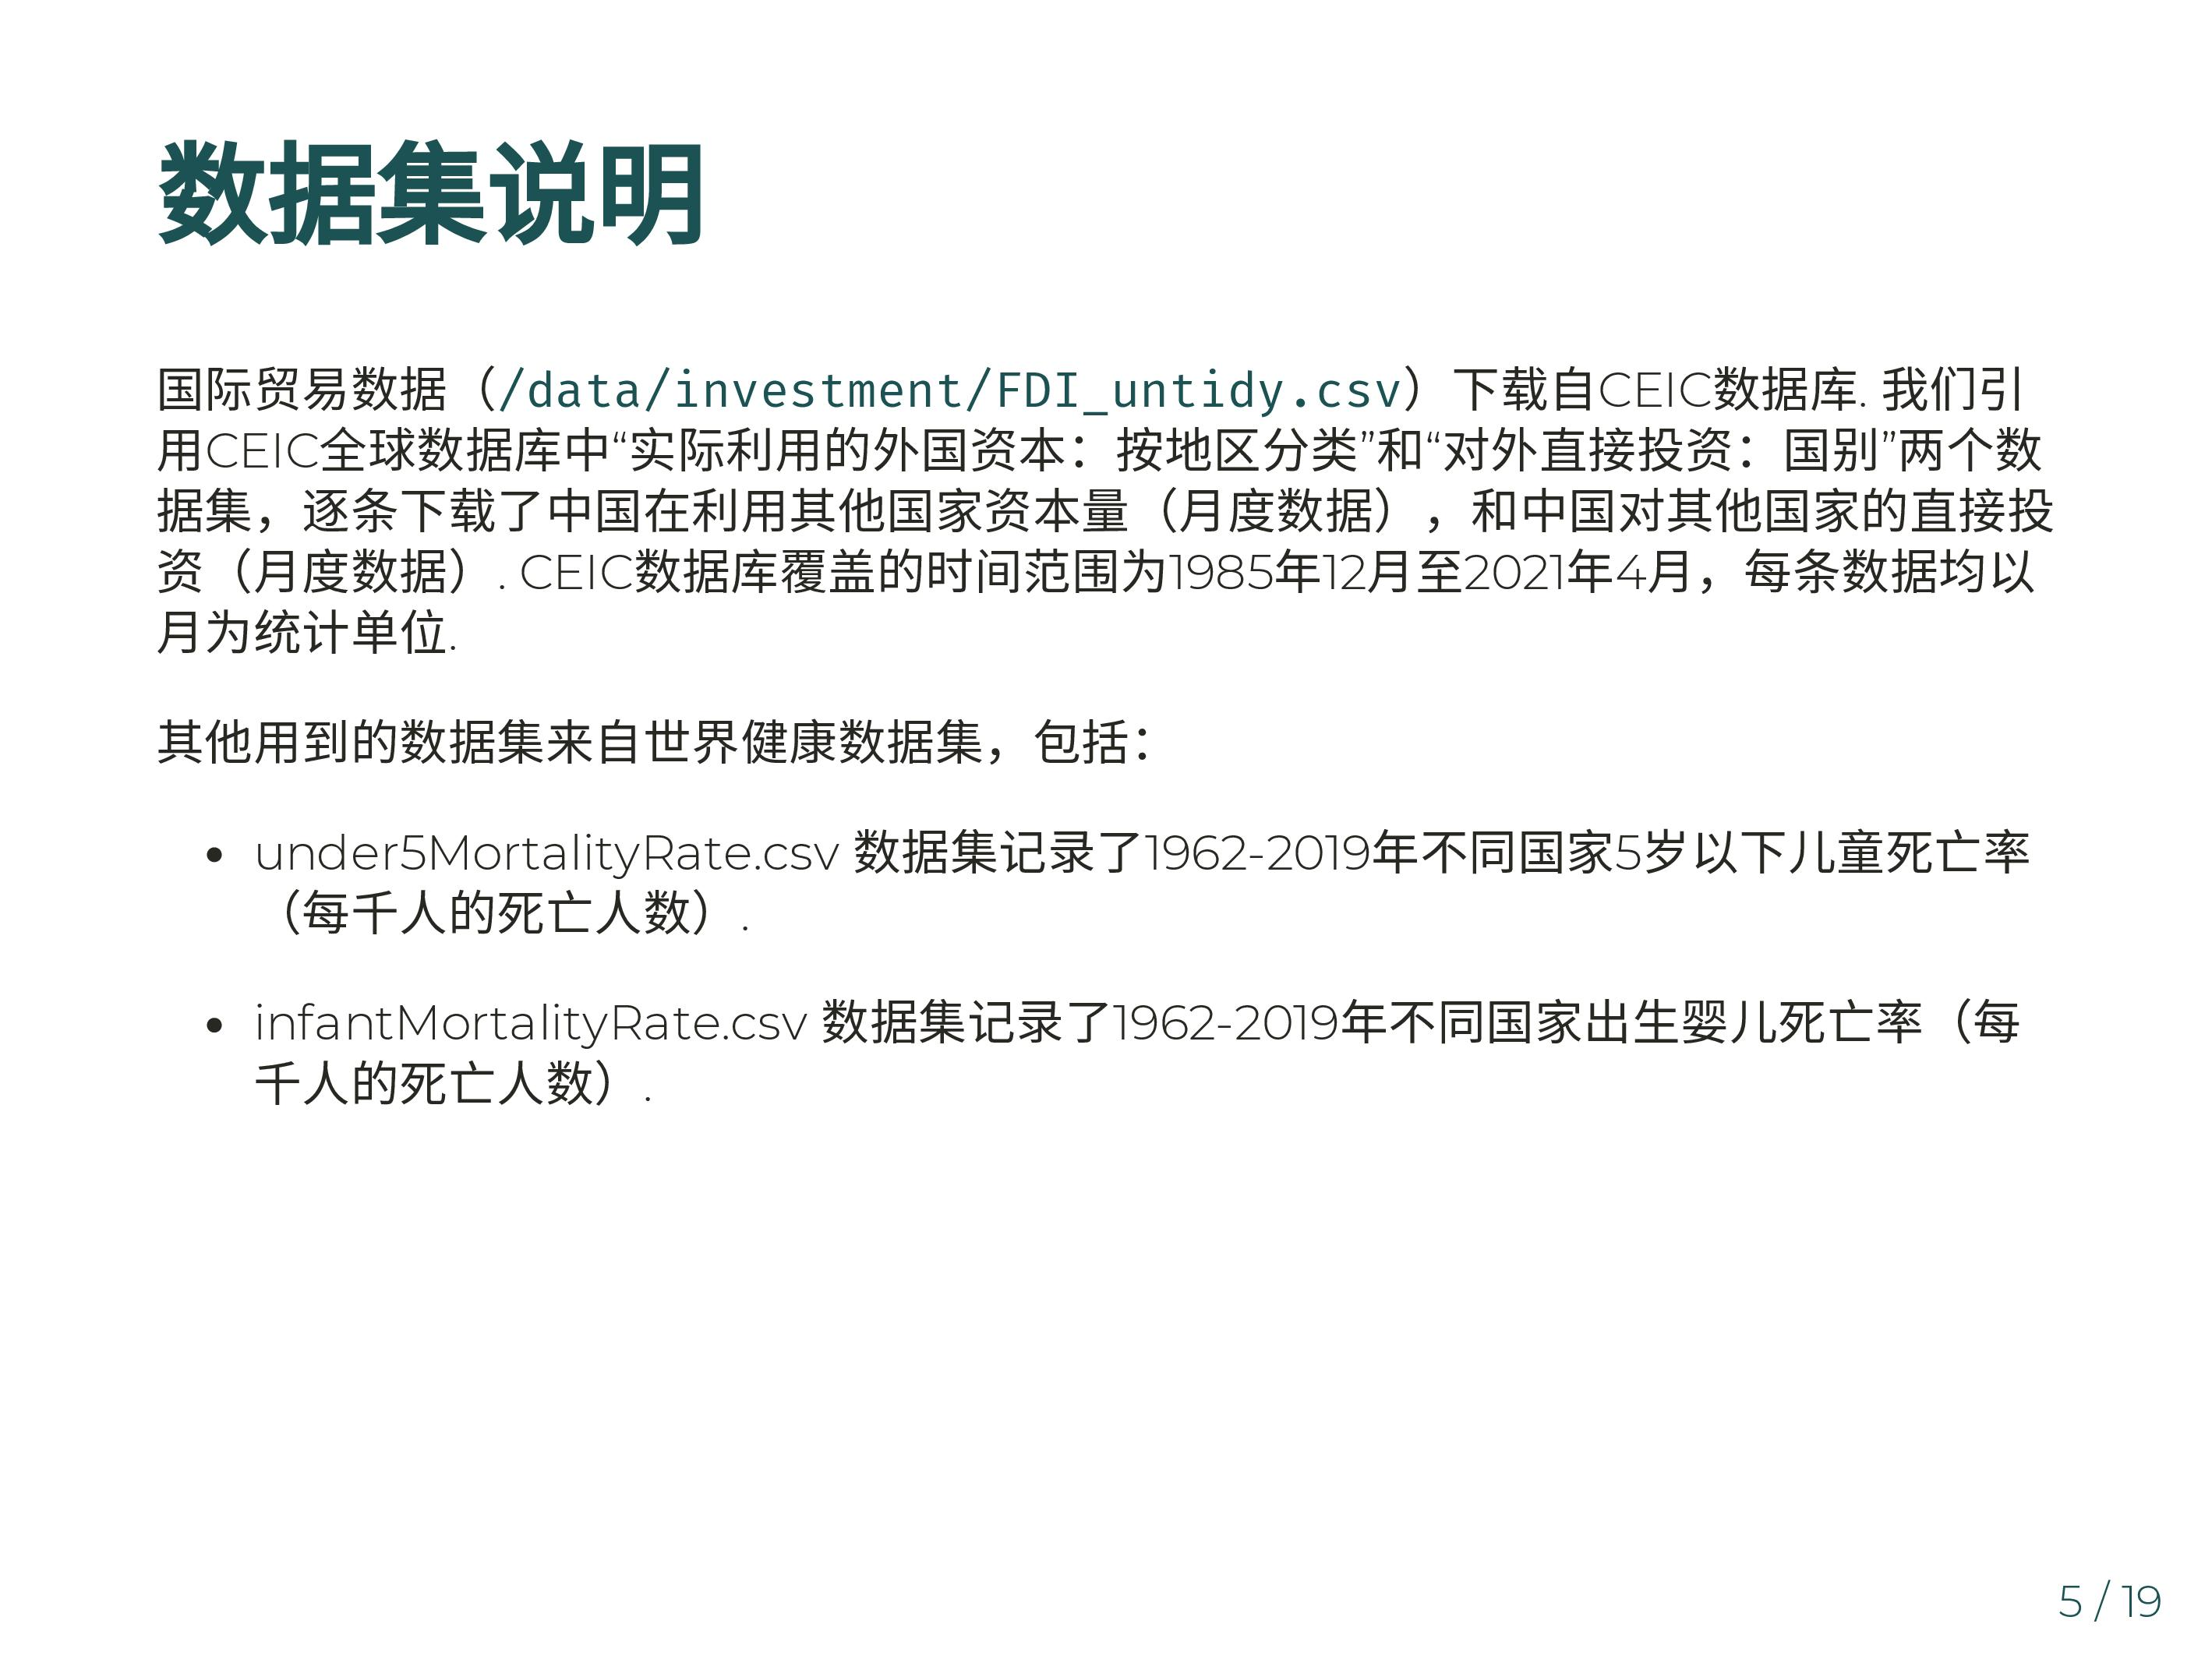 数据集说明
国际贸易数据（/data/investment/FDI_untidy.csv）下载自CEIC数据库. 我们引
用CEIC全球数据库中“实际利用的外国资本：按地区分类”和“对外直接投资：国别”两个数
据集，逐条下载了中国在利用其他国家资本量（月度数据），和中国对其他国家的直接投
资（月度数据）. CEIC数据库覆盖的时间范围为1985年12月至2021年4月，每条数据均以
月为统计单位.
其他用到的数据集来自世界健康数据集，包括：
• under5MortalityRate.csv 数据集记录了1962-2019年不同国家5岁以下儿童死亡率
（每千人的死亡人数）.
• infantMortalityRate.csv 数据集记录了1962-2019年不同国家出生婴儿死亡率（每
千人的死亡人数）.
5 / 19